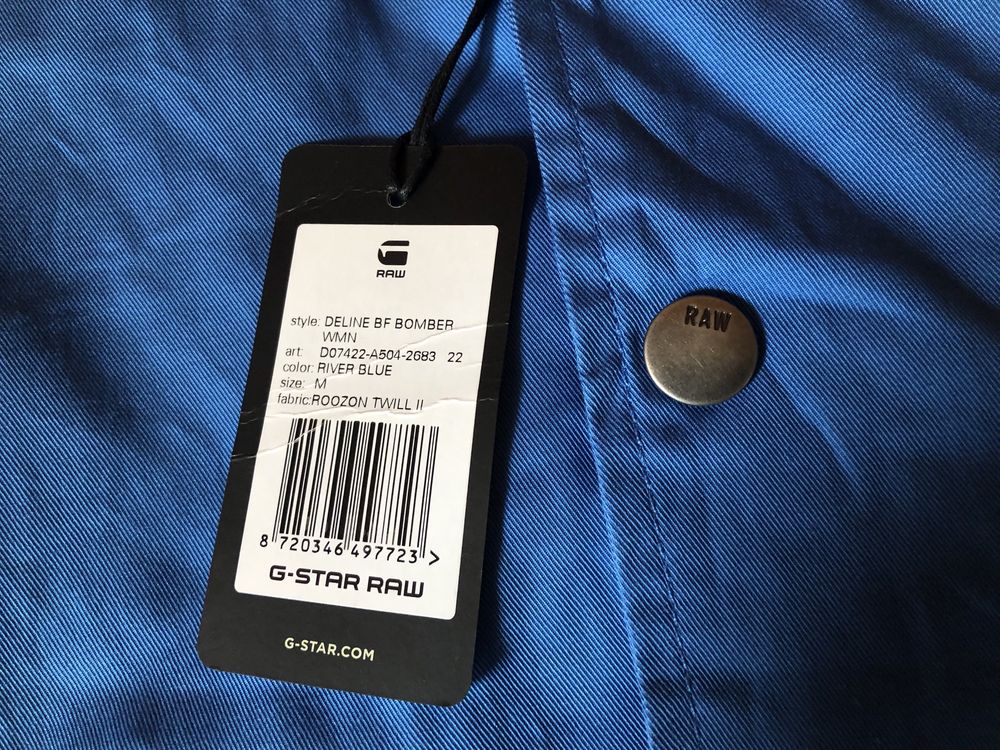 RAW
style: DELINE BF BOMBER
WMN
art: D07422-A504-2683 22
color: RIVER BLUE
size: M
fabric:ROOZON TWILL II
8 720346 497723 >
G-STAR RAW
G-STAR.COM
RAW